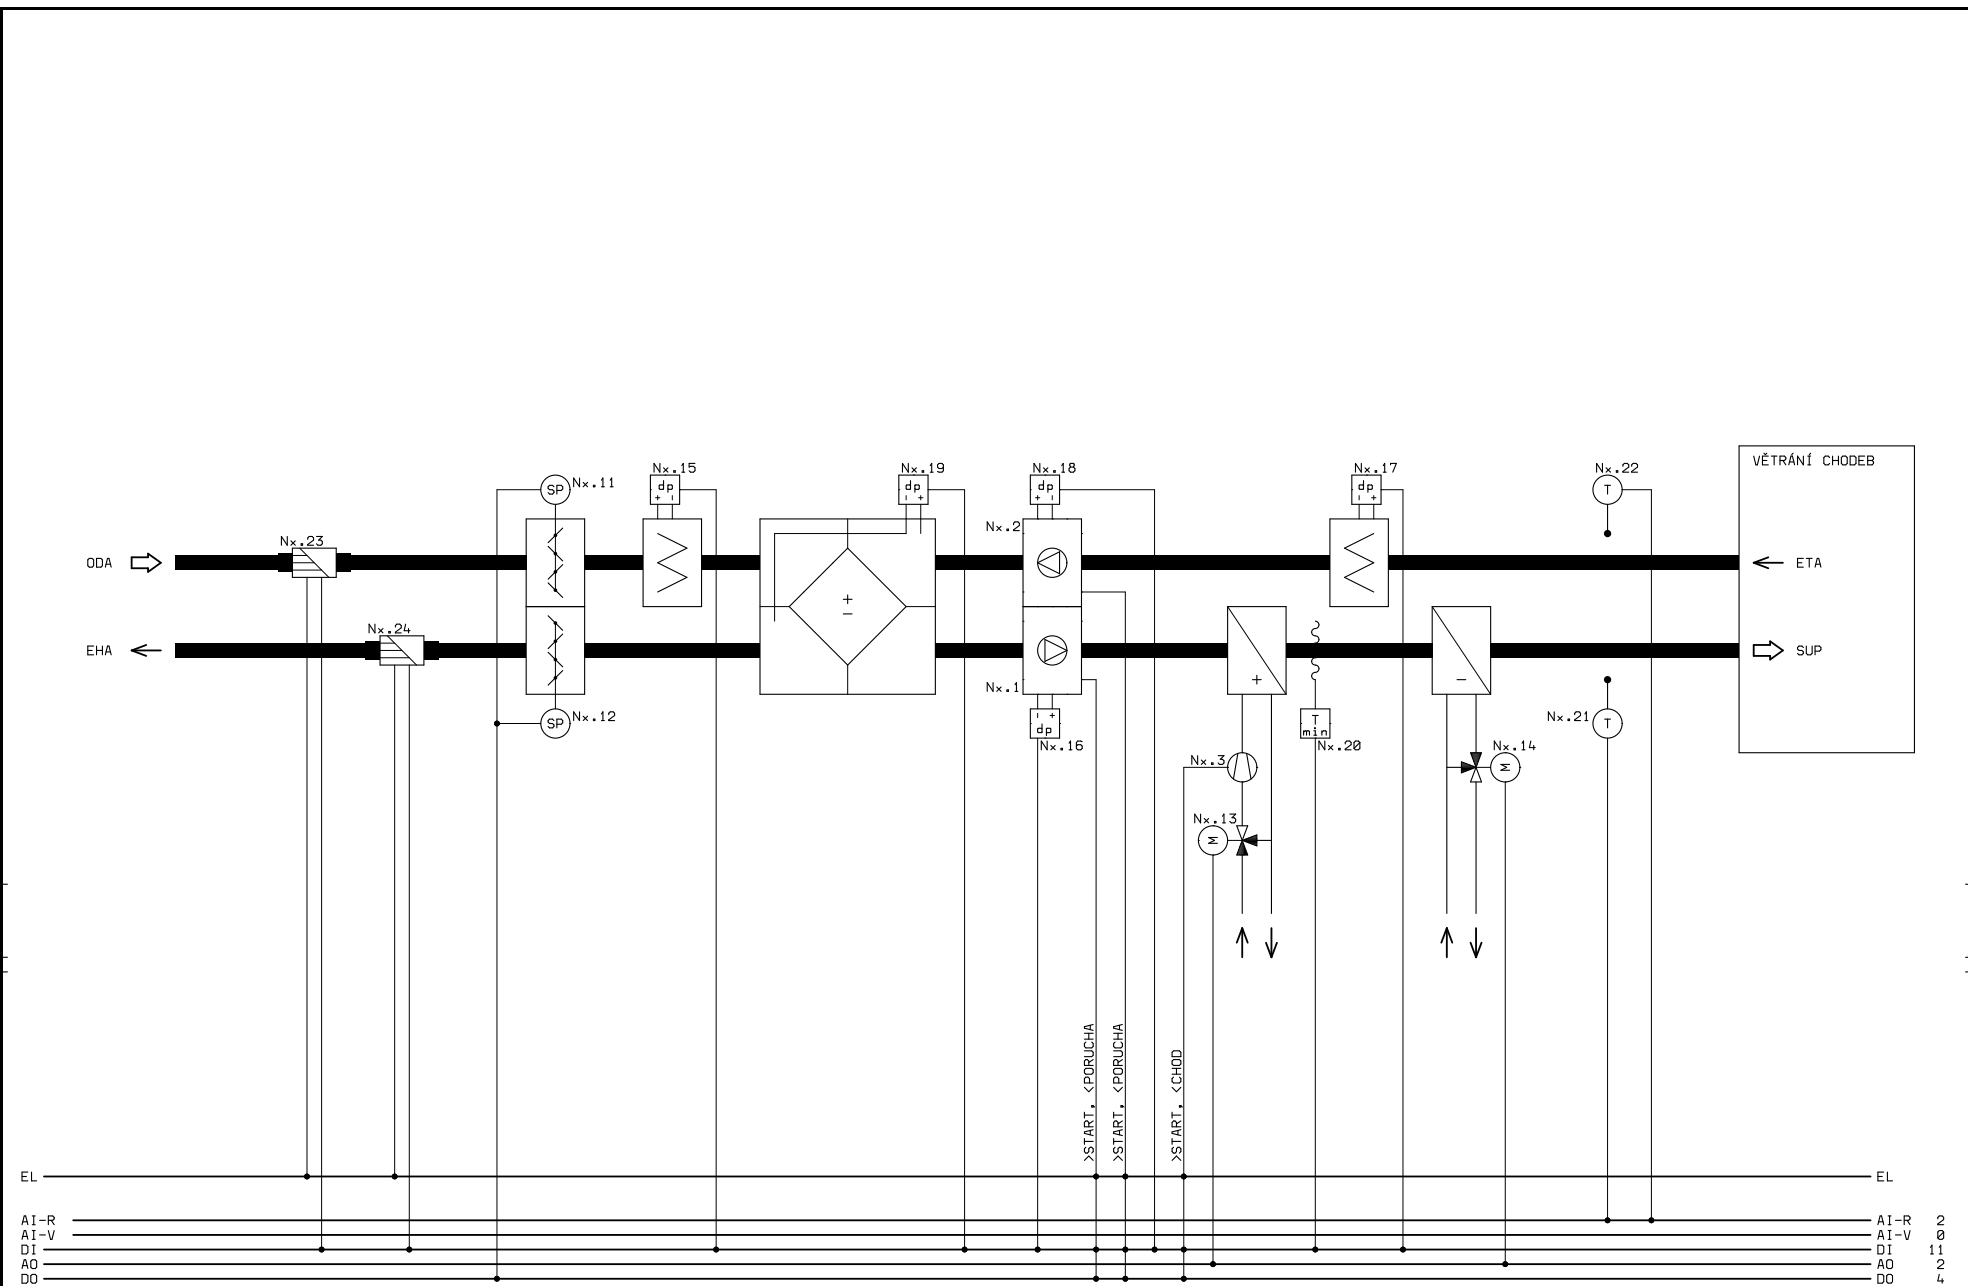 VĚTRÁNÍ CHODEB
Nx.15
Nx.19
Nx.18
Nx.17
Nx.22
SP
Nx.11
dp
+ -
dp
- +
dp
+ -
dp
+ -
T
Nx.2
Nx.23
ODA
ETA
+
-
Nx.24
EHA
SUP
+
-
Nx.1
SP
Nx.12
- +
dp
Nx.16
T
min
Nx.20
Nx.21
T
Nx.14
M
Nx.3
Nx.13
M
>START, <PORUCHA
>START, <PORUCHA
>START, <CHOD
EL
EL
AI-R
AI-R 2
AI-V
AI-V 0
DI
DI 11
AO
AO 2
DO
DO 4